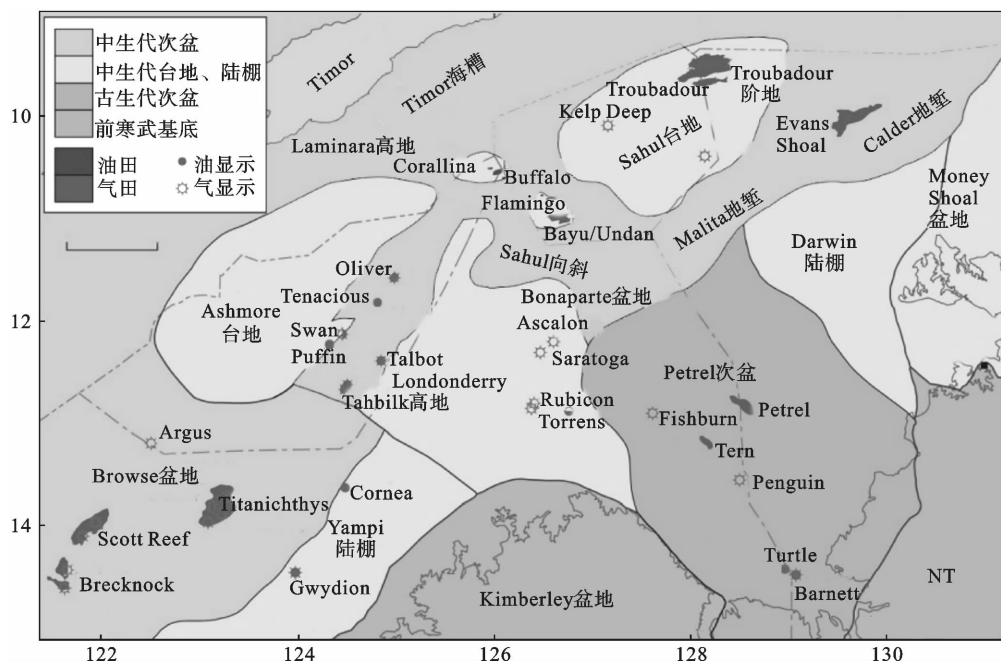 中生代次盆
中生代台地、陆棚
古生代次盆
前寒武基底
油田
油显示
气田
气显示
Timor
Timor海槽
Troubadour
Troubadour
阶地
Kelp Deep
Sahul台地
Evans
Shoal
Calder地堑
Laminara高地
Corallina
Buffalo
Flamingo
Bayu/Undan
Malita地堑
Money
Shoal
盆地
Darwin
陆棚
Sahul向斜
Oliver
Tenacious
Bonaparte盆地
Ashmore
台地
Swan
Puffin
Ascalon
Saratoga
Talbot
Londonderry
Tahbilk高地
Petrel次盆
Rubicon
Torrens
Fishburn
Petrel
Tern
Argus
Browse盆地
Penguin
Titanichthys
Cornea
Scott Reef
Yampi
陆棚
Brecknock
Gwydion
Kimberley盆地
Turtle
Barnett
NT
10
12
14
122
124
126
128
130